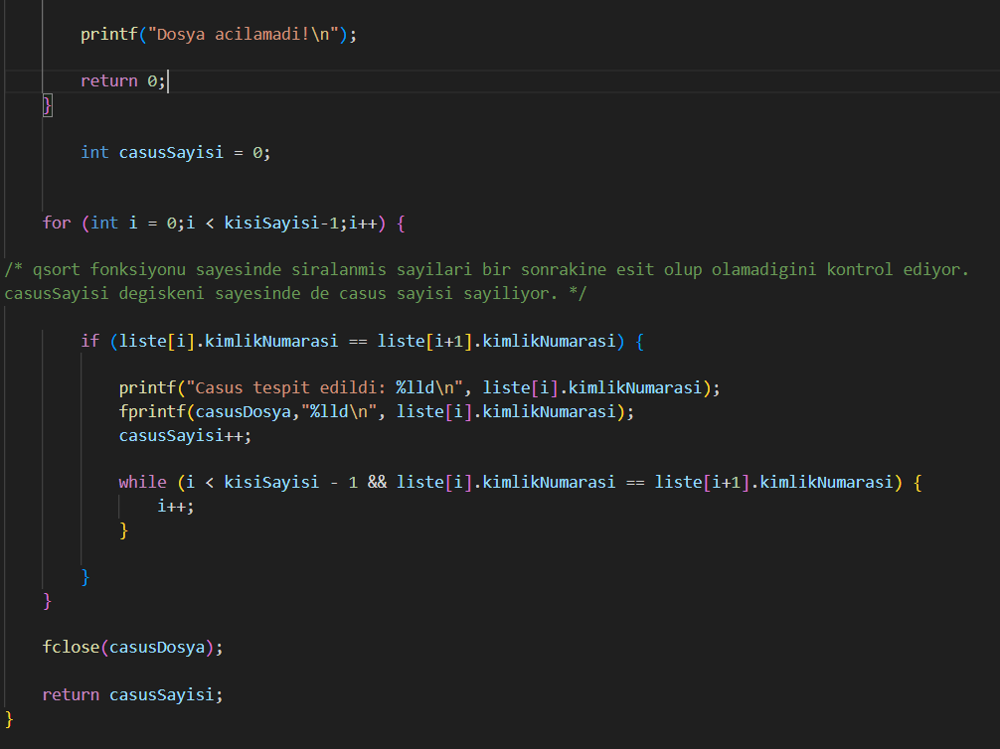 printf("Dosya acilamadi!\n");
return 0;
}
int casusSayisi = 0;
for (int i = 0;i < kisiSayisi-1;i++) {
/* qsort fonksiyonu sayesinde siralanmis sayilari bir sonrakine esit olup olamadigini kontrol ediyor.
casusSayisi degiskeni sayesinde de casus sayisi sayiliyor. */
if (liste[i].kimlikNumarasi == liste[i+1].kimlikNumarasi) {
printf("Casus tespit edildi: %lld\n", liste[i].kimlikNumarasi);
fprintf(casusDosya,"%lld\n", liste[i].kimlikNumarasi);
casusSayisi++;
while (i < kisiSayisi - 1 && liste[i].kimlikNumarasi == liste[i+1].kimlikNumarasi) {
i++;
}
}
}
fclose(casusDosya);
return casusSayisi;
}